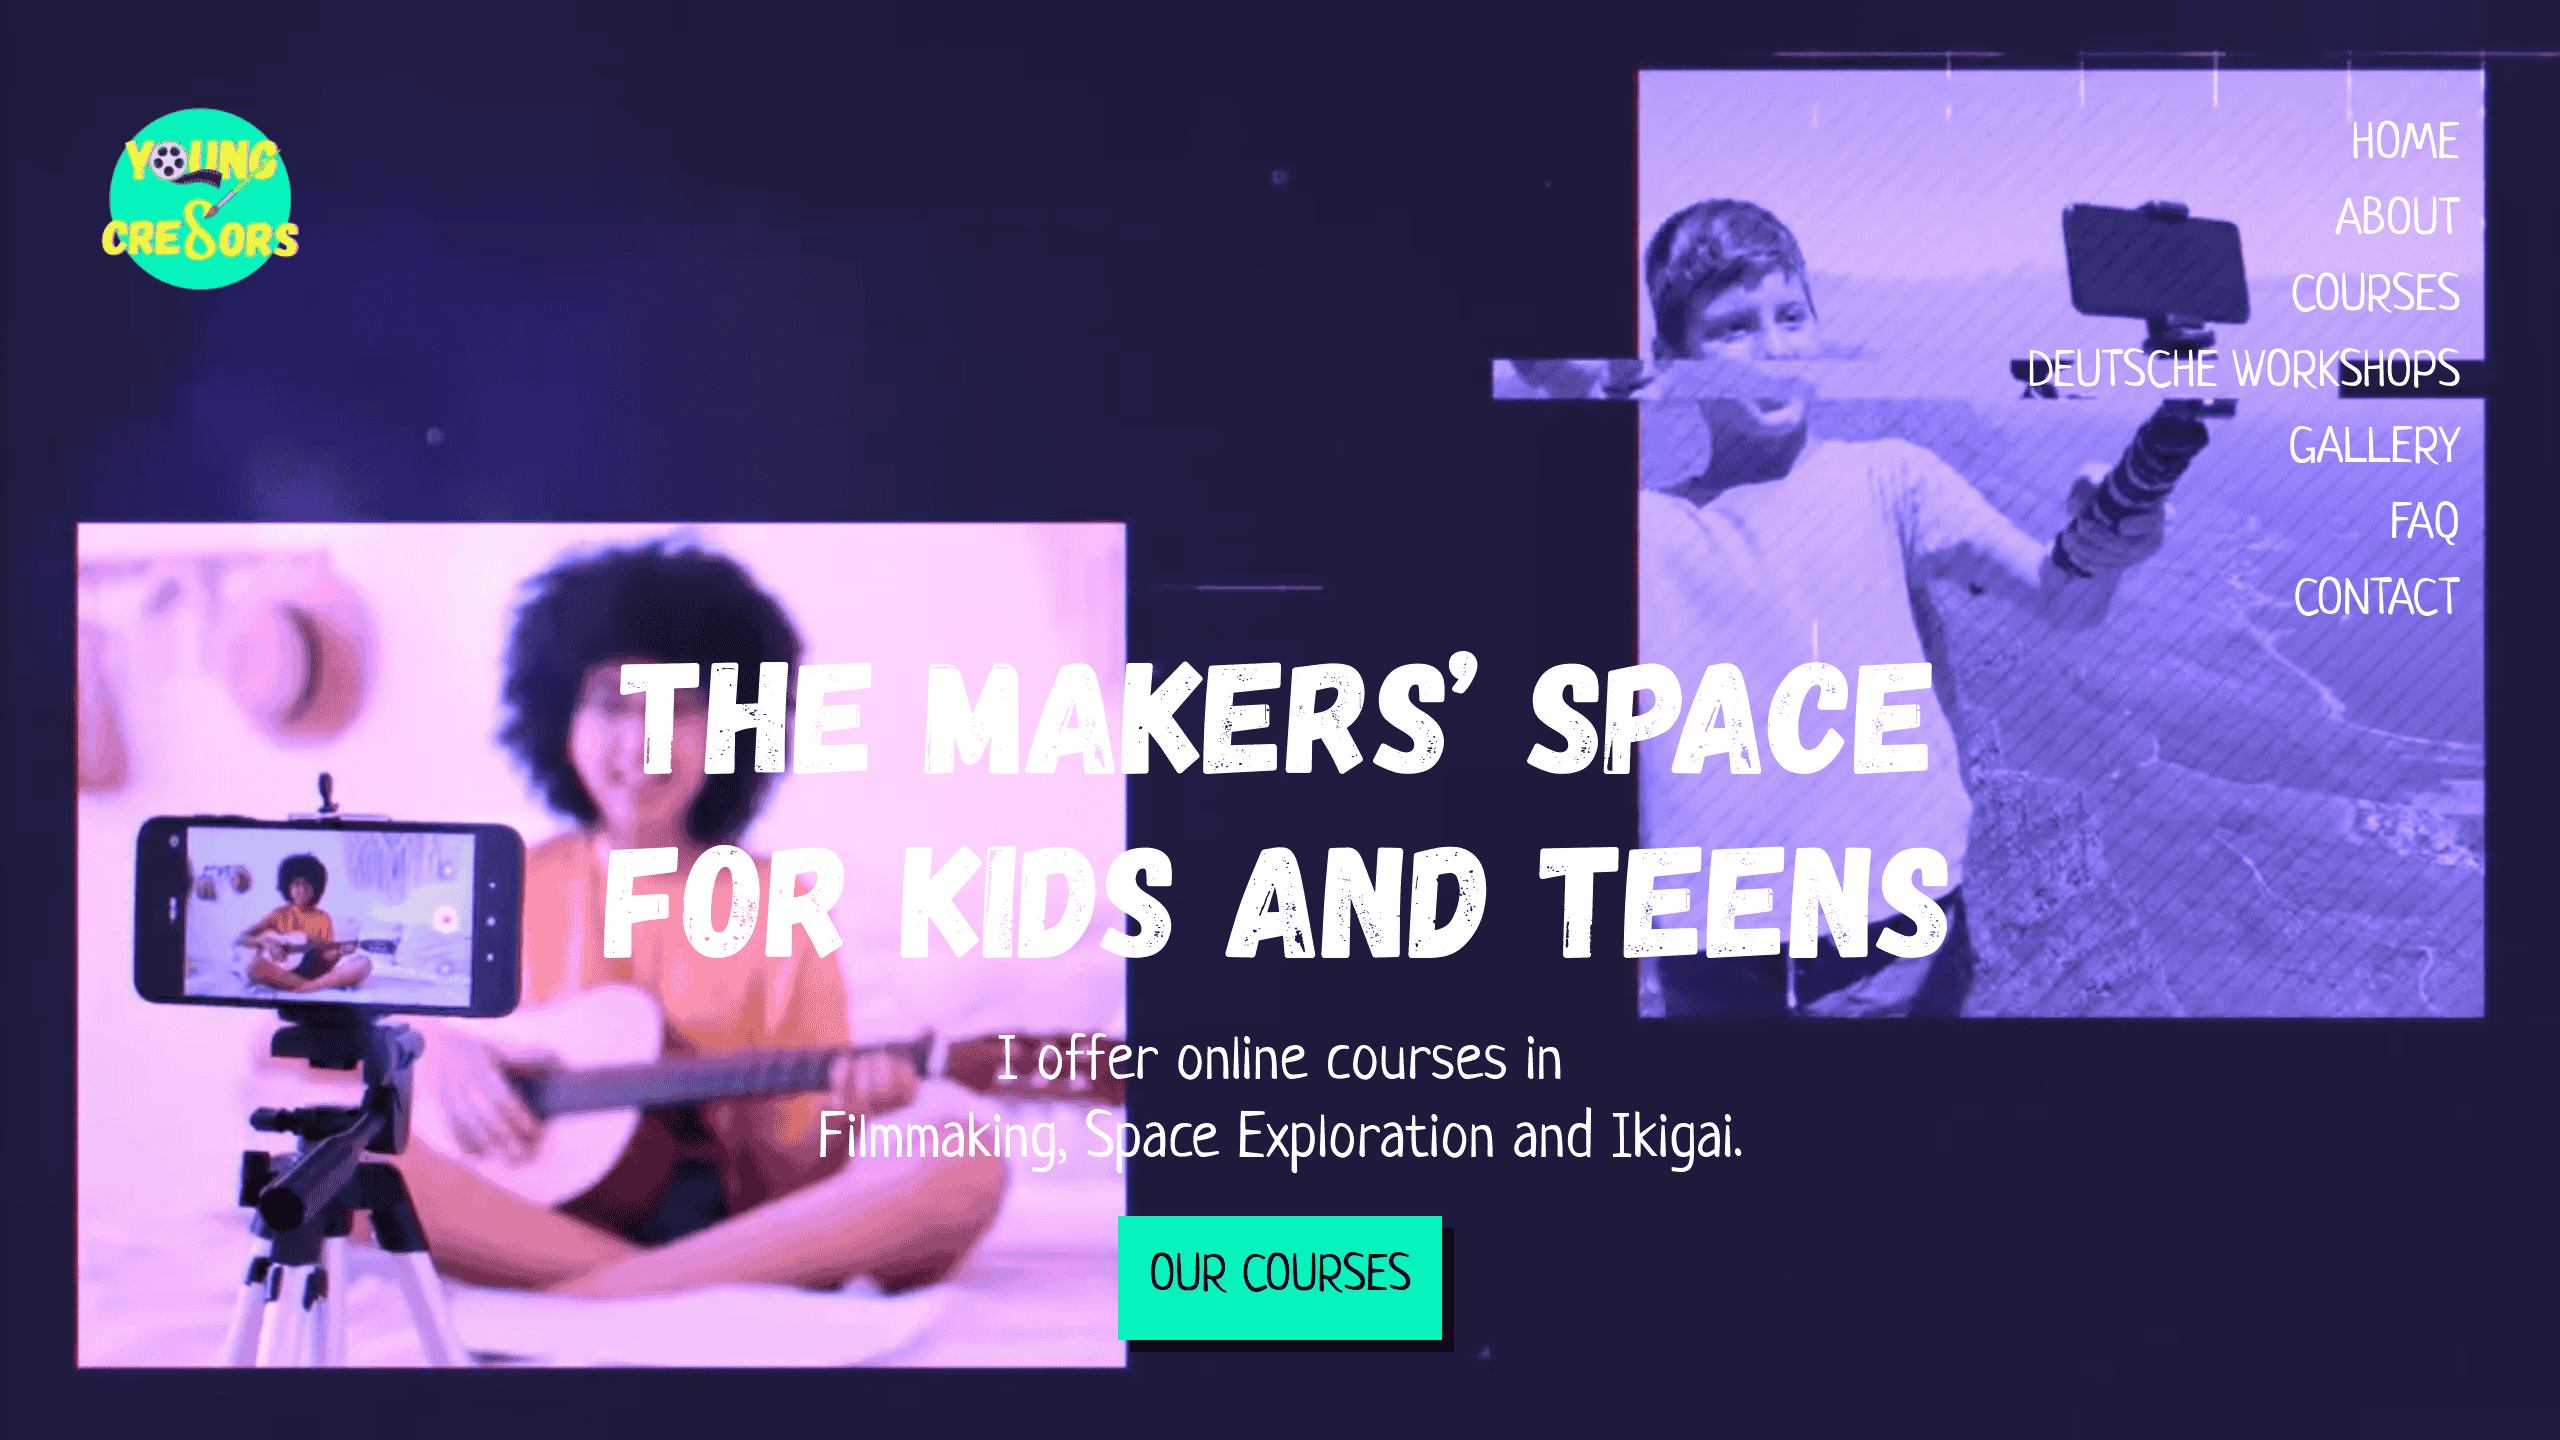 YOUNG
CRE8ORS
HOME
ABOUT
COURSES
DEUTSCHE WORKSHOPS
GALLERY
FAQ
CONTACT
THE MAKERS’ SPACE
FOR KIDS AND TEENS
I offer online courses in
Filmmaking, Space Exploration and Ikigai.
OUR COURSES